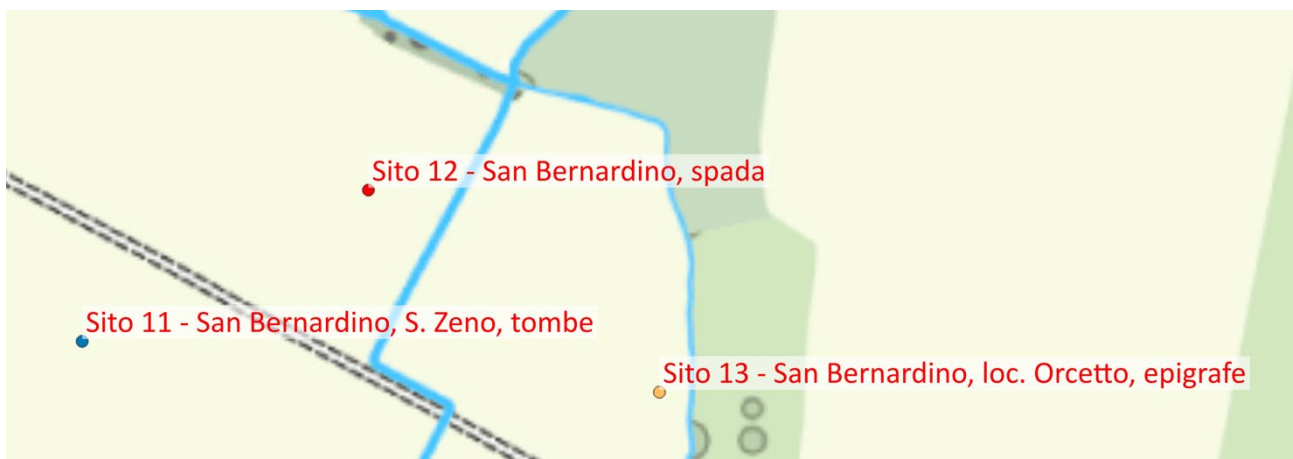 Sito 12 - San Bernardino, spada
Sito 11 - San Bernardino, S. Zeno, tombe
Sito 13 - San Bernardino, loc. Orcetto, epigrafe